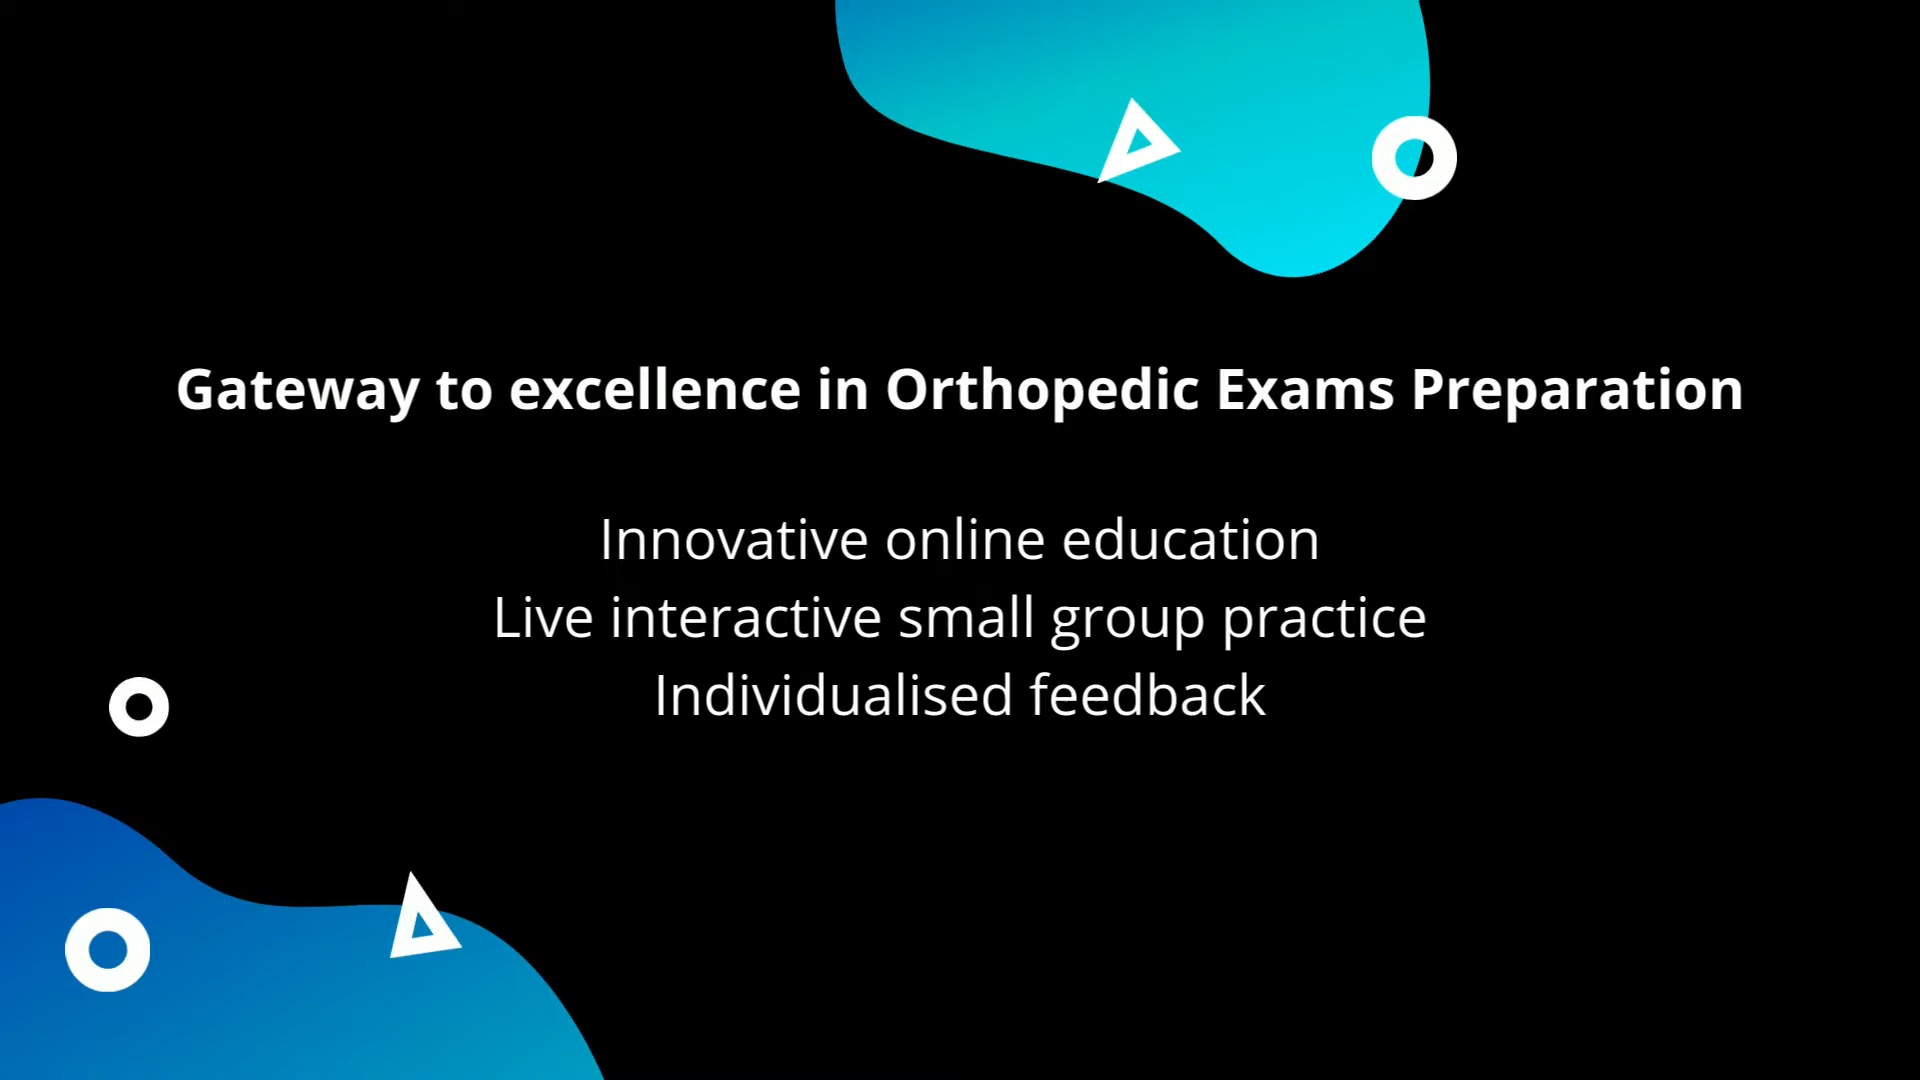 Gateway to excellence in Orthopedic Exams Preparation
Innovative online education
Live interactive small group practice
Individualised feedback